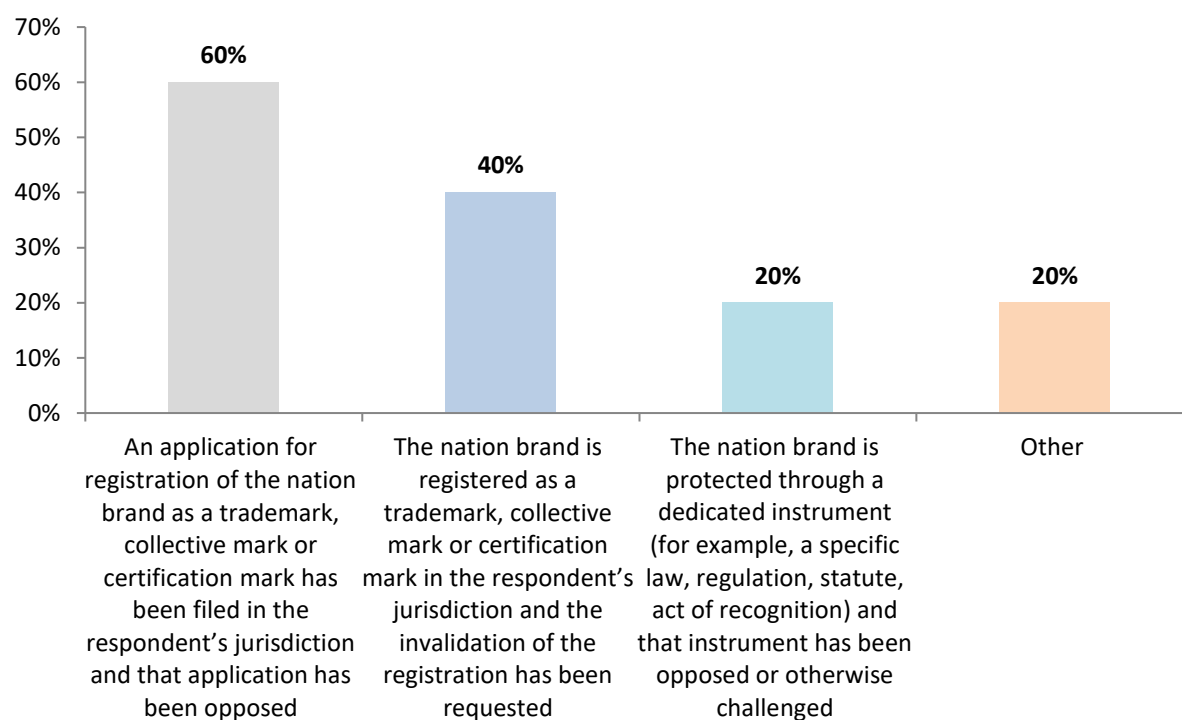 70%
60%
50%
40%
30%
20%
10%
0%
60%
40%
20%
20%
An application for
registration of the nation
brand as a trademark,
collective mark or
certification mark has
been filed in the
respondent’s jurisdiction
and that application has
been opposed
The nation brand is
registered as a
trademark, collective
mark or certification
mark in the respondent’s
jurisdiction and the
invalidation of the
registration has been
requested
The nation brand is
protected through a
dedicated instrument
(for example, a specific
law, regulation, statute,
act of recognition) and
that instrument has been
opposed or otherwise
challenged
Other